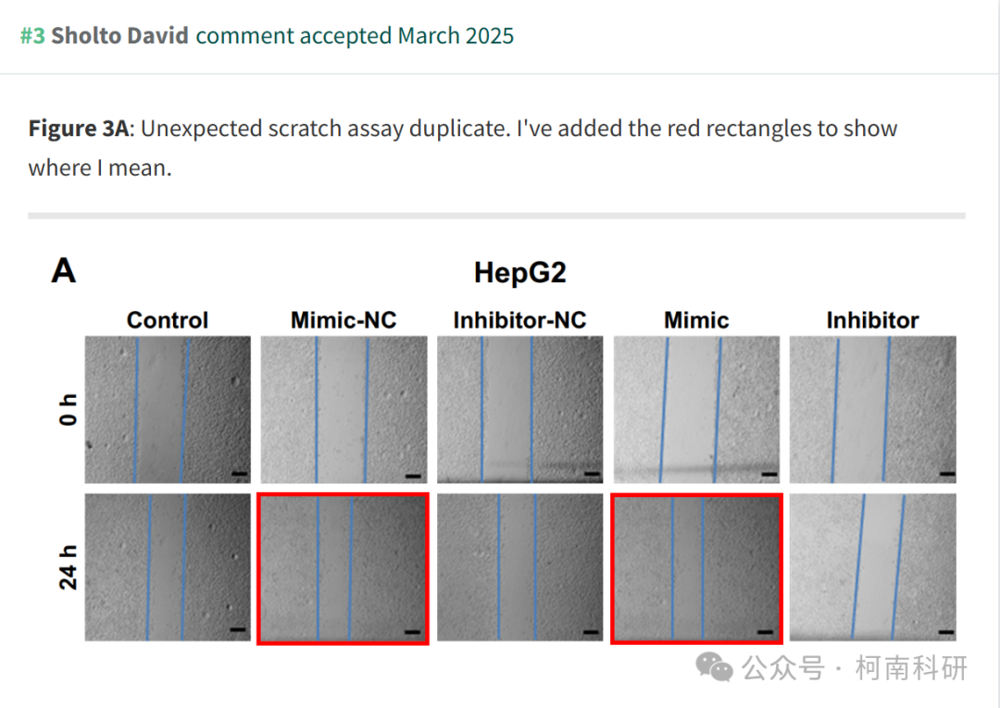 #3 Sholto David comment accepted March 2025
Figure 3A: Unexpected scratch assay duplicate. I've added the red rectangles to show
where I mean.
A
HepG2
Control Mimic-NC Inhibitor-NC Mimic Inhibitor
0 h
24 h
公众号 · 柯南科研